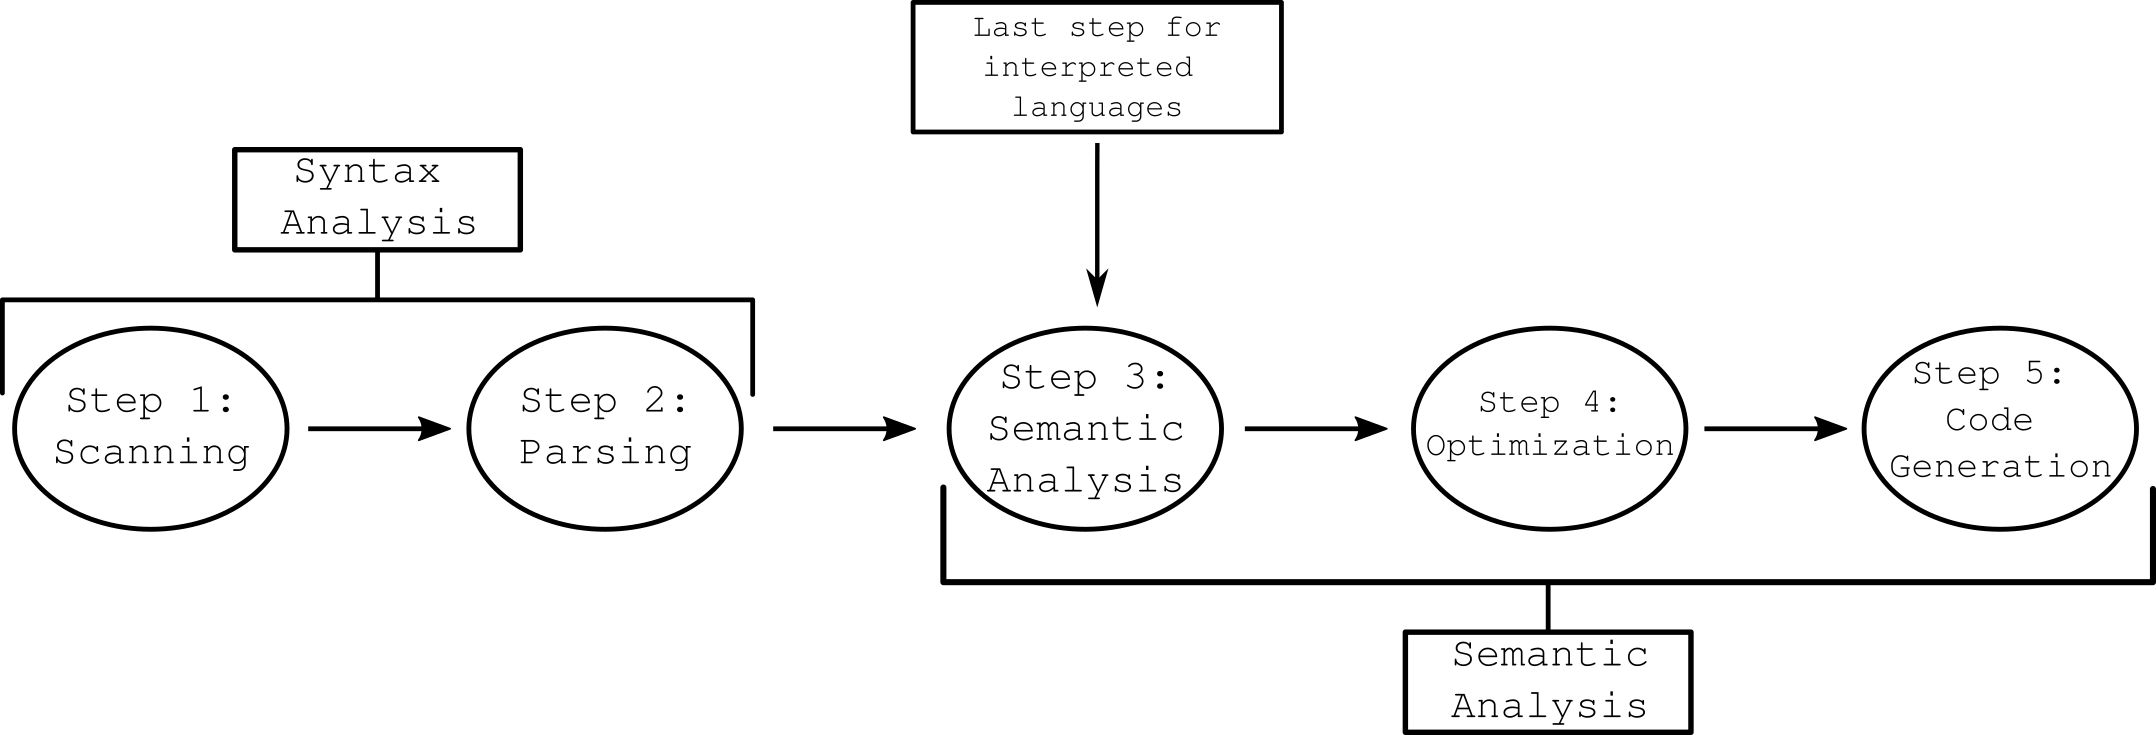 Last step for
interpreted
languages
Syntax
Analysis
Step 1:
Scanning
Step 2:
Parsing
Step 3:
Semantic
Analysis
Step 4:
Optimization
Step 5:
Code
Generation
Semantic
Analysis